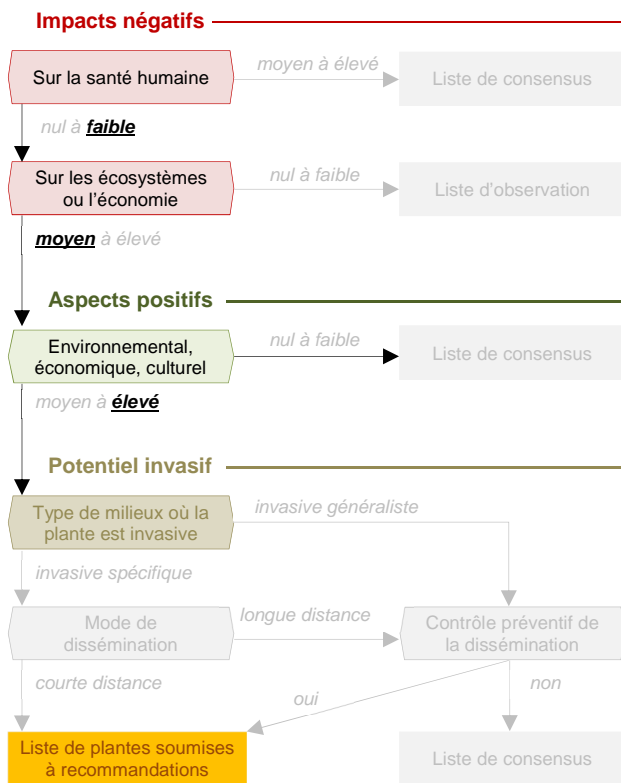 Impacts négatifs
Sur la santé humaine
moyen à élevé
Liste de consensus
nul à faible
Sur les écosystèmes
ou l'économie
nul à faible
Liste d'observation
moyen à élevé
Aspects positifs
Environnemental,
économique, culturel
nul à faible
Liste de consensus
moyen à élevé
Potentiel invasif
Type de milieux où la
plante est invasive
invasive généraliste
invasive spécifique
Mode de
dissémination
longue distance
Contrôle préventif de
la dissémination
courte distance
oui
non
Liste de plantes soumises
à recommandations
Liste de consensus